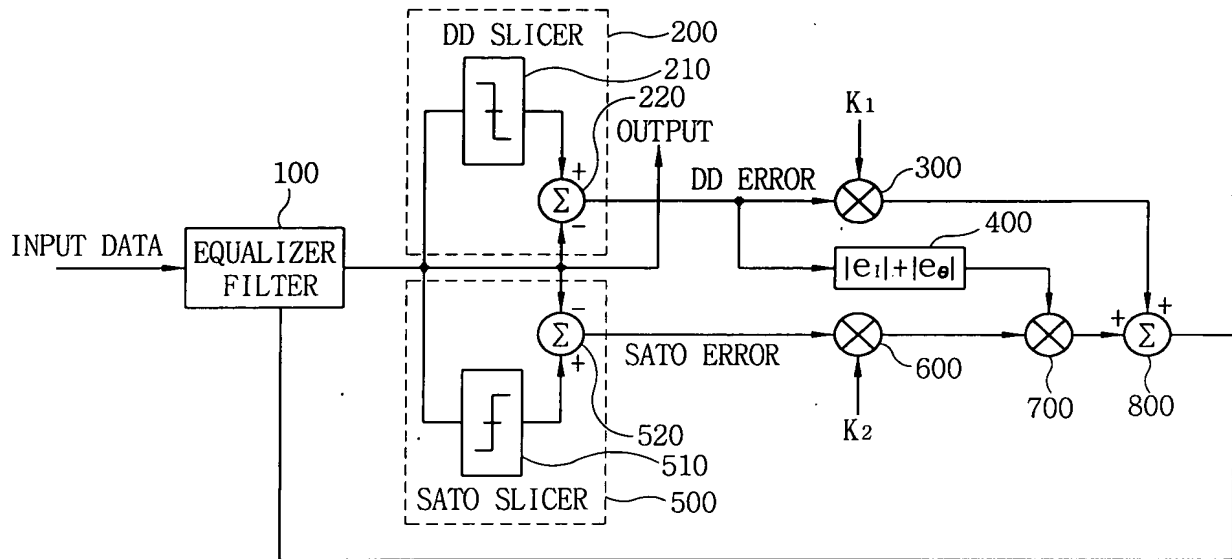 DD SLICER
200
210
220
OUTPUT
K1
+
−
DD ERROR
300
100
INPUT DATA
EQUALIZER
FILTER
400
|eI|+|eθ|
−
+
SATO ERROR
600
700
+
+
800
520
510
K2
SATO SLICER
500
Σ
Σ
Σ